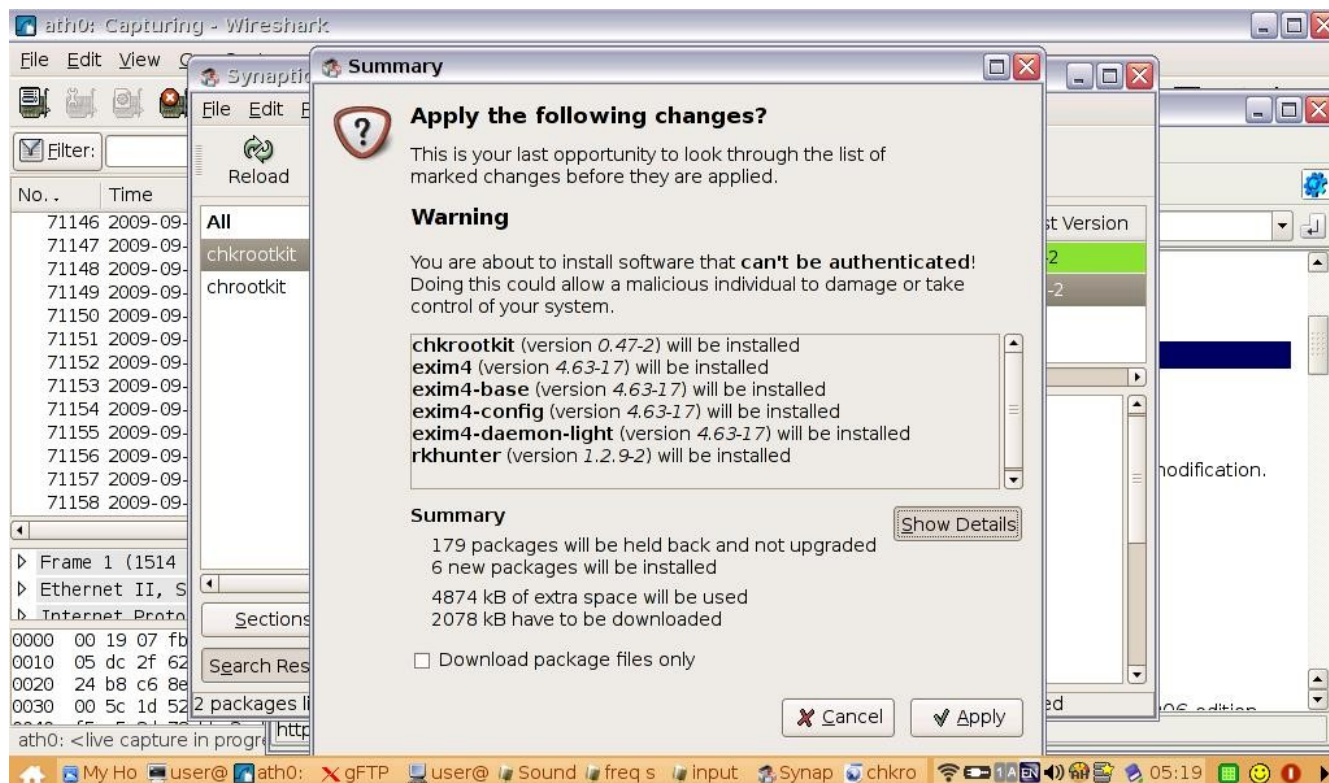 ath0: Capturing - Wireshark
File Edit View
Filter:
No. . Time
71146 2009-09-
71147 2009-09-
71148 2009-09-
71149 2009-09-
71150 2009-09-
71151 2009-09-
71152 2009-09-
71153 2009-09-
71154 2009-09-
71155 2009-09-
71156 2009-09-
71157 2009-09-
71158 2009-09-
Frame 1 (1514
Ethernet II, S
Internet Proto
0000 00 19 07 fb
0010 05 dc 2f 62
0020 24 b8 c6 8e
0030 00 5c 1d 52
ath0: <live capture in progre
Synaptic
File Edit
Reload
All
chkrootkit
chrootkit
Sections
Search Res
2 packages li
http
Summary
Apply the following changes?
This is your last opportunity to look through the list of
marked changes before they are applied.
Warning
You are about to install software that can't be authenticated!
Doing this could allow a malicious individual to damage or take
control of your system.
chkrootkit (version 0.47-2) will be installed
exim4 (version 4.63-17) will be installed
exim4-base (version 4.63-17) will be installed
exim4-config (version 4.63-17) will be installed
exim4-daemon-light (version 4.63-17) will be installed
rkhunter (version 1.2.9-2) will be installed
Summary
Show Details
179 packages will be held back and not upgraded
6 new packages will be installed
4874 kB of extra space will be used
2078 kB have to be downloaded
Download package files only
Cancel
Apply
st Version
-2
-2
ed
modification.
My Ho user@ ath0: gFTP user@ Sound freq s input Synap chkro 1 A EN 05:19